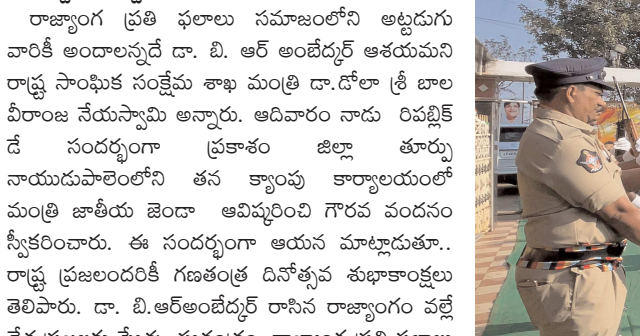 రాజ్యాంగ ప్రతి ఫలాలు సమాజంలోని అట్టడుగు
వారికీ అందాలన్నదే డా. బి. ఆర్ అంబేద్కర్ ఆశయమని
రాష్ట్ర సాంఘిక సంక్షేమ శాఖ మంత్రి డా.డోలా శ్రీ బాల
వీరాంజ నేయస్వామి అన్నారు. ఆదివారం నాడు రిపబ్లిక్
డే సందర్భంగా ప్రకాశం జిల్లా తూర్పు
నాయుడుపాలెంలోని తన క్యాంపు కార్యాలయంలో
మంత్రి జాతీయ జెండా ఆవిష్కరించి గౌరవ వందనం
స్వీకరించారు. ఈ సందర్భంగా ఆయన మాట్లాడుతూ..
రాష్ట్ర ప్రజలందరికీ గణతంత్ర దినోత్సవ శుభాకాంక్షలు
తెలిపారు. డా. బి.ఆర్అంబేద్కర్ రాసిన రాజ్యాంగం వల్లే